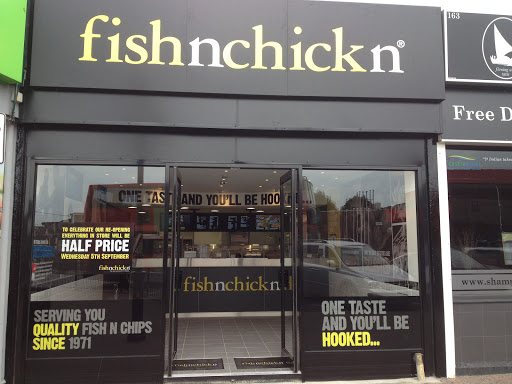 fishnchickn®
163
Free D
ONE TASTE AND YOU'LL BE HOOKED...
TO CELEBRATE OUR RE-OPENING
EVERYTHING IN STORE WILL BE
HALF PRICE
WEDNESDAY 5TH SEPTEMBER
fishnchickn
fishnchickn
SERVING YOU
QUALITY FISH N CHIPS
SINCE 1971
ONE TASTE
AND YOU'LL BE
HOOKED...
www.sham